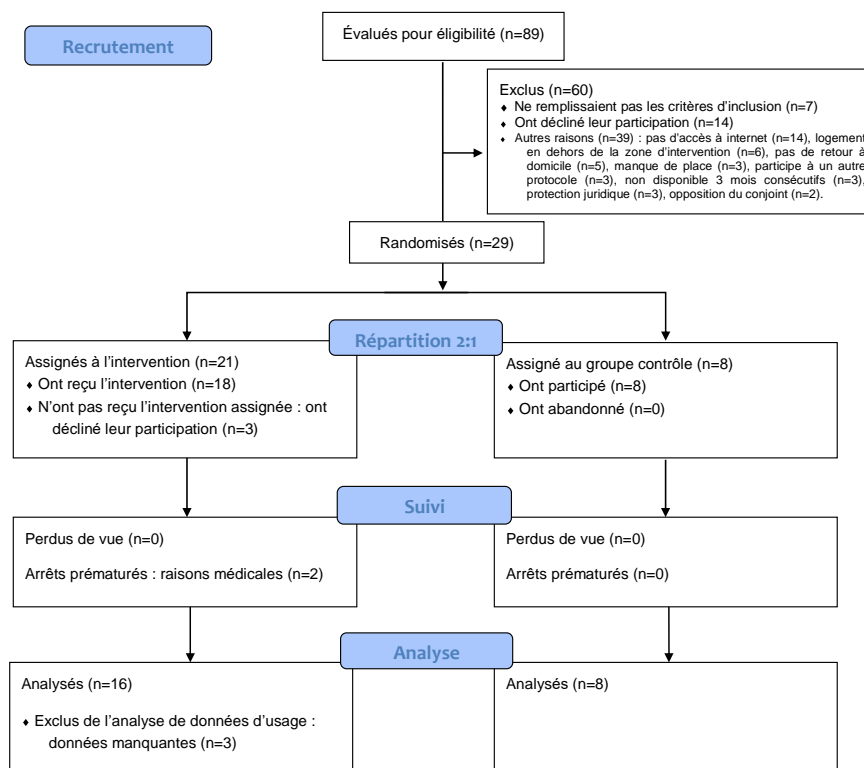 Recrutement
Évalués pour éligibilité (n=89)
Exclus (n=60)
♦ Ne remplissaient pas les critères d'inclusion (n=7)
♦ Ont décliné leur participation (n=14)
♦ Autres raisons (n=39) : pas d'accès à internet (n=14), logement
en dehors de la zone d'intervention (n=6), pas de retour à
domicile (n=5), manque de place (n=3), participe à un autre
protocole (n=3), non disponible 3 mois consécutifs (n=3),
protection juridique (n=3), opposition du conjoint (n=2).
Randomisés (n=29)
Répartition 2:1
Assignés à l'intervention (n=21)
♦ Ont reçu l'intervention (n=18)
♦ N'ont pas reçu l'intervention assignée : ont
décliné leur participation (n=3)
Assigné au groupe contrôle (n=8)
♦ Ont participé (n=8)
♦ Ont abandonné (n=0)
Suivi
Perdus de vue (n=0)
Arrêts prématurés : raisons médicales (n=2)
Perdus de vue (n=0)
Arrêts prématurés (n=0)
Analyse
Analysés (n=16)
♦ Exclus de l'analyse de données d'usage :
données manquantes (n=3)
Analysés (n=8)